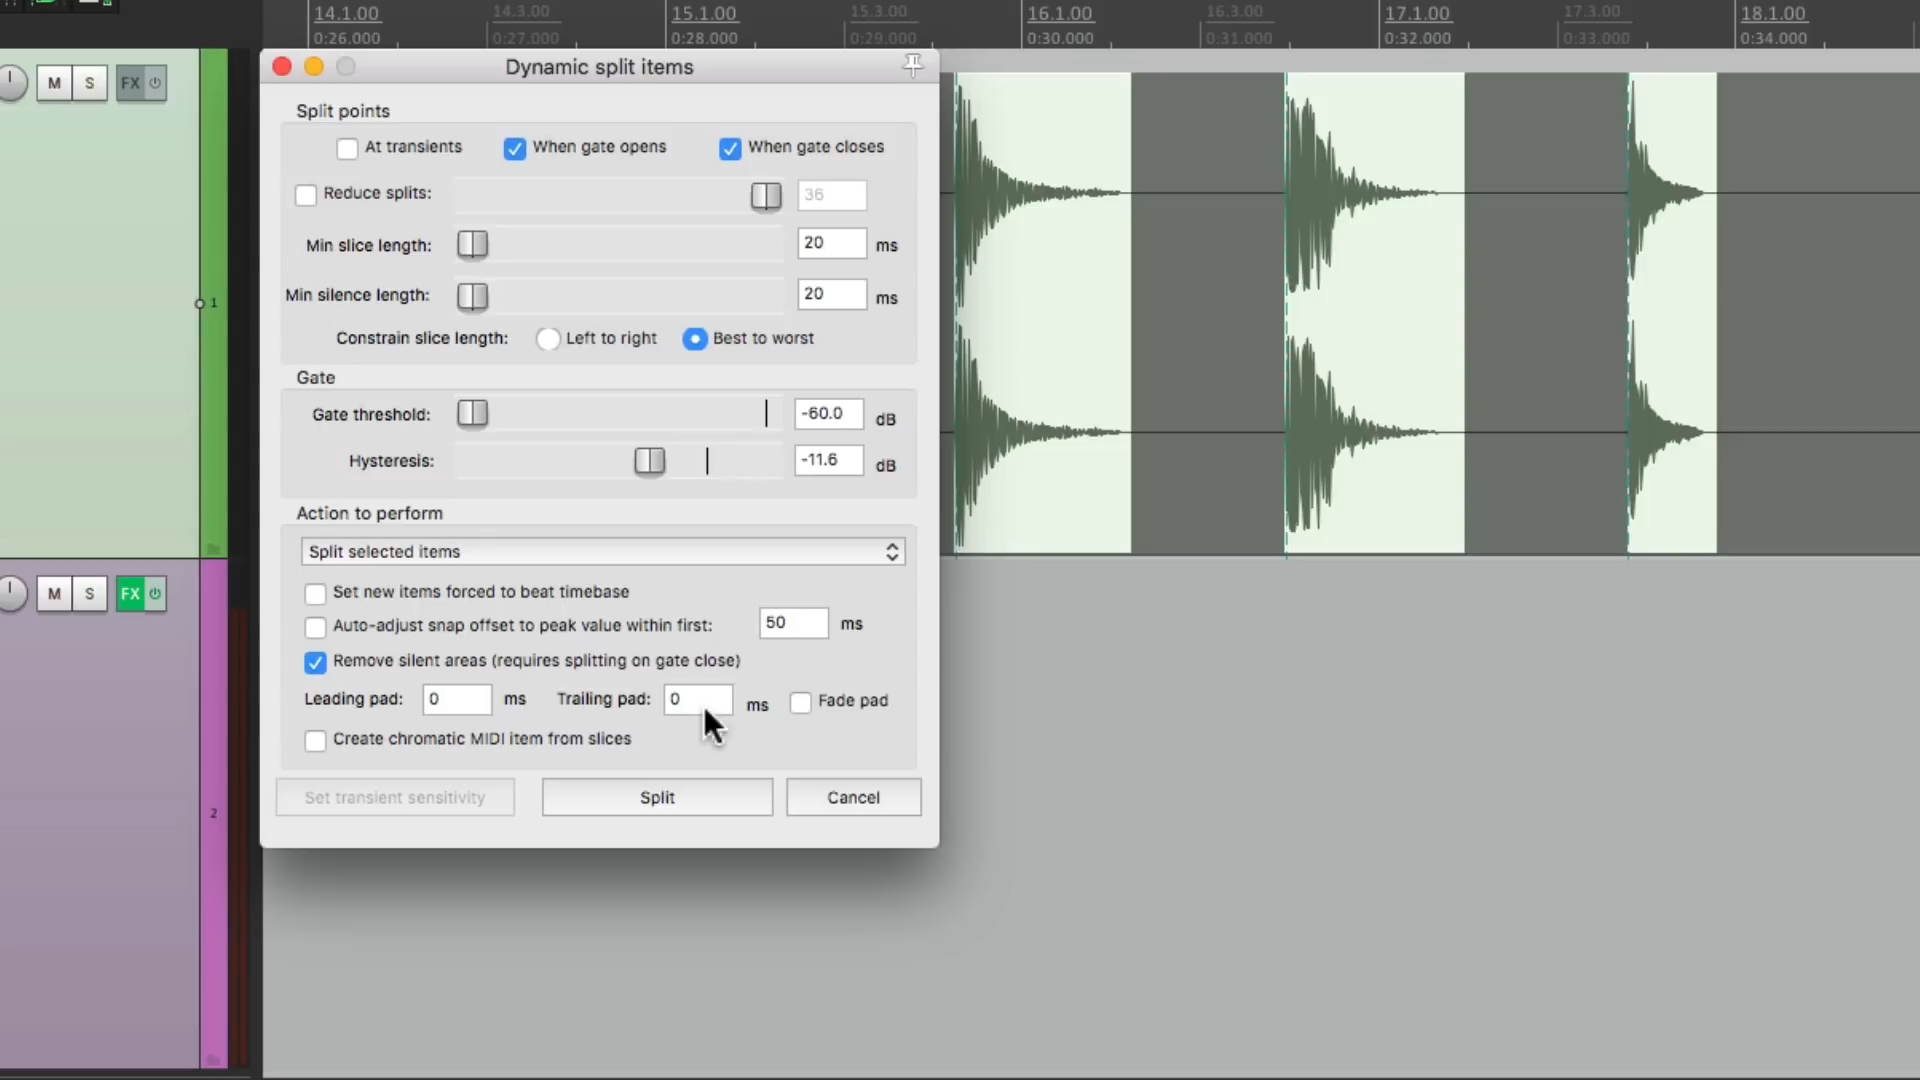 14.1.00 14.3.00 15.1.00 15.3.00 16.1.00 16.3.00 17.1.00 17.3.00 18.1.00
0:26.000 0:27.000 0:28.000 0:29.000 0:30.000 0:31.000 0:32.000 0:33.000 0:34.000
Dynamic split items
M S FX
Split points
At transients When gate opens When gate closes
Reduce splits: 36
Min slice length: 20 ms
Min silence length: 20 ms
1
Constrain slice length: Left to right Best to worst
Gate
Gate threshold: -60.0 dB
Hysteresis: -11.6 dB
Action to perform
Split selected items
M S FX
Set new items forced to beat timebase
Auto-adjust snap offset to peak value within first: 50 ms
Remove silent areas (requires splitting on gate close)
Leading pad: 0 ms Trailing pad: 0 ms Fade pad
Create chromatic MIDI item from slices
Set transient sensitivity Split Cancel
2